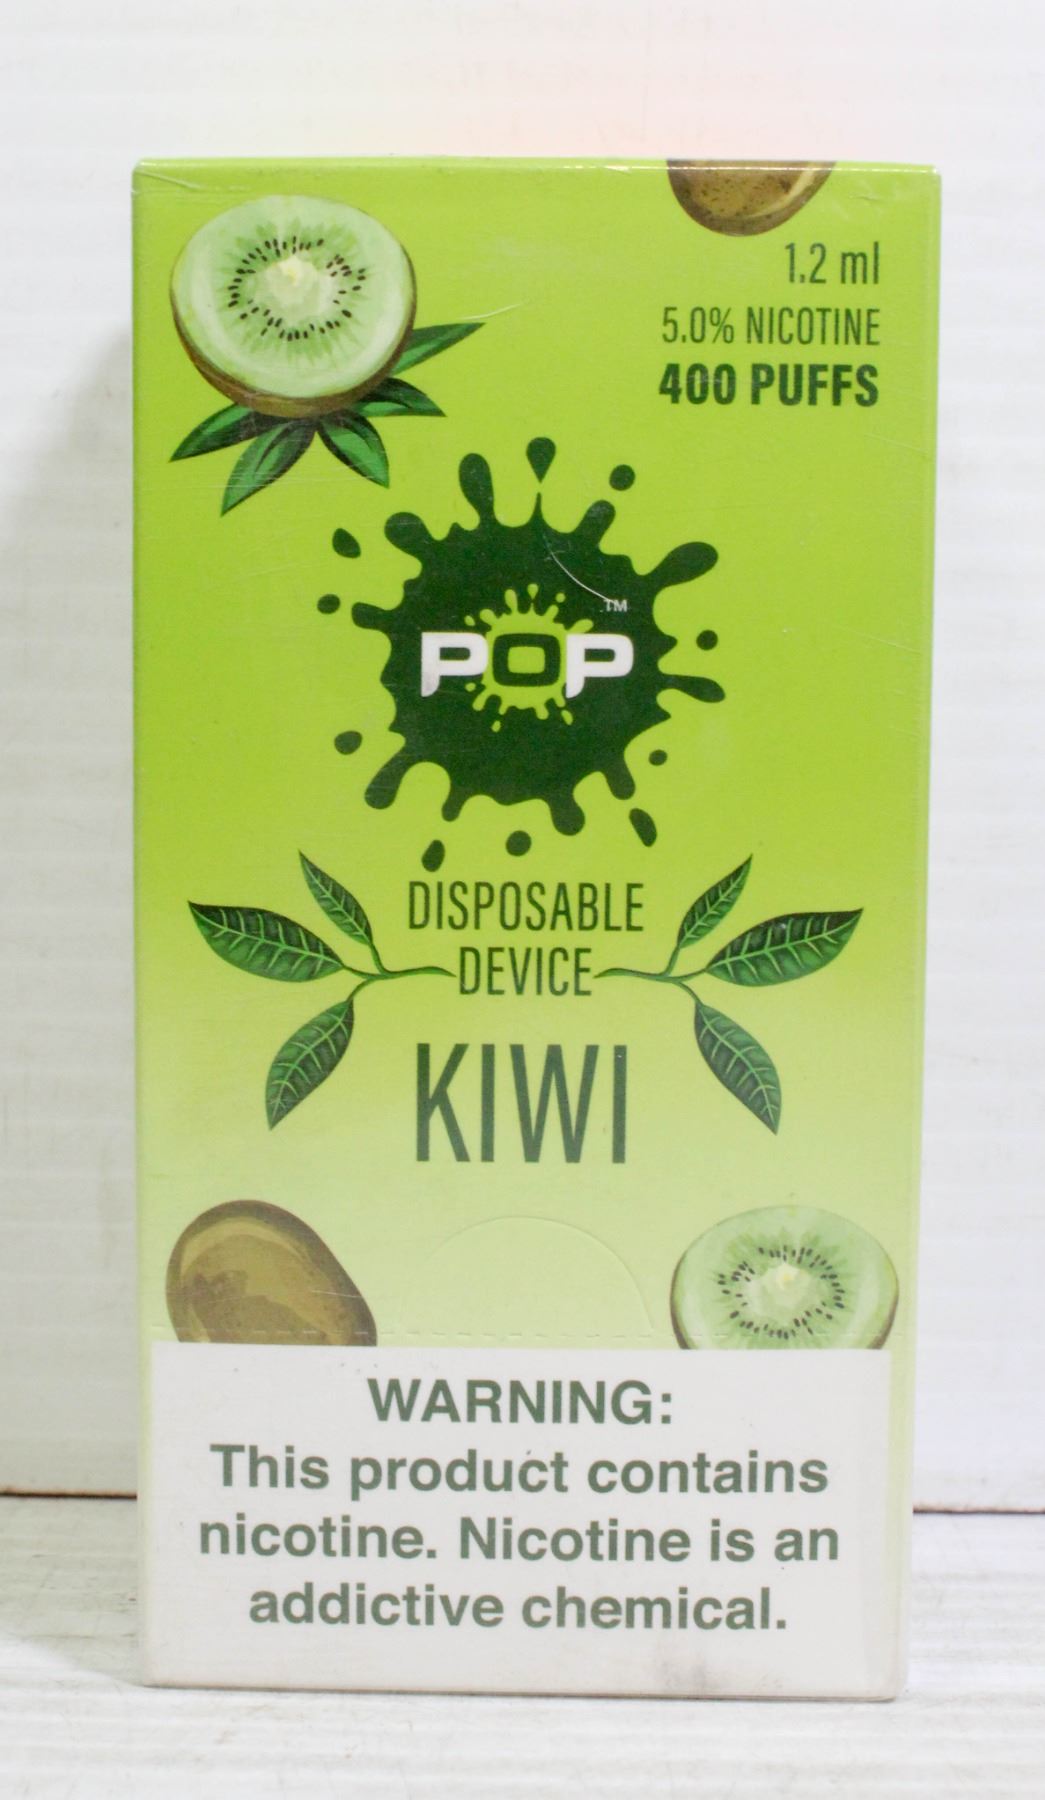 1.2 ml
5.0% NICOTINE
400 PUFFS
POP™
DISPOSABLE
DEVICE
KIWI
WARNING:
This product contains
nicotine. Nicotine is an
addictive chemical.